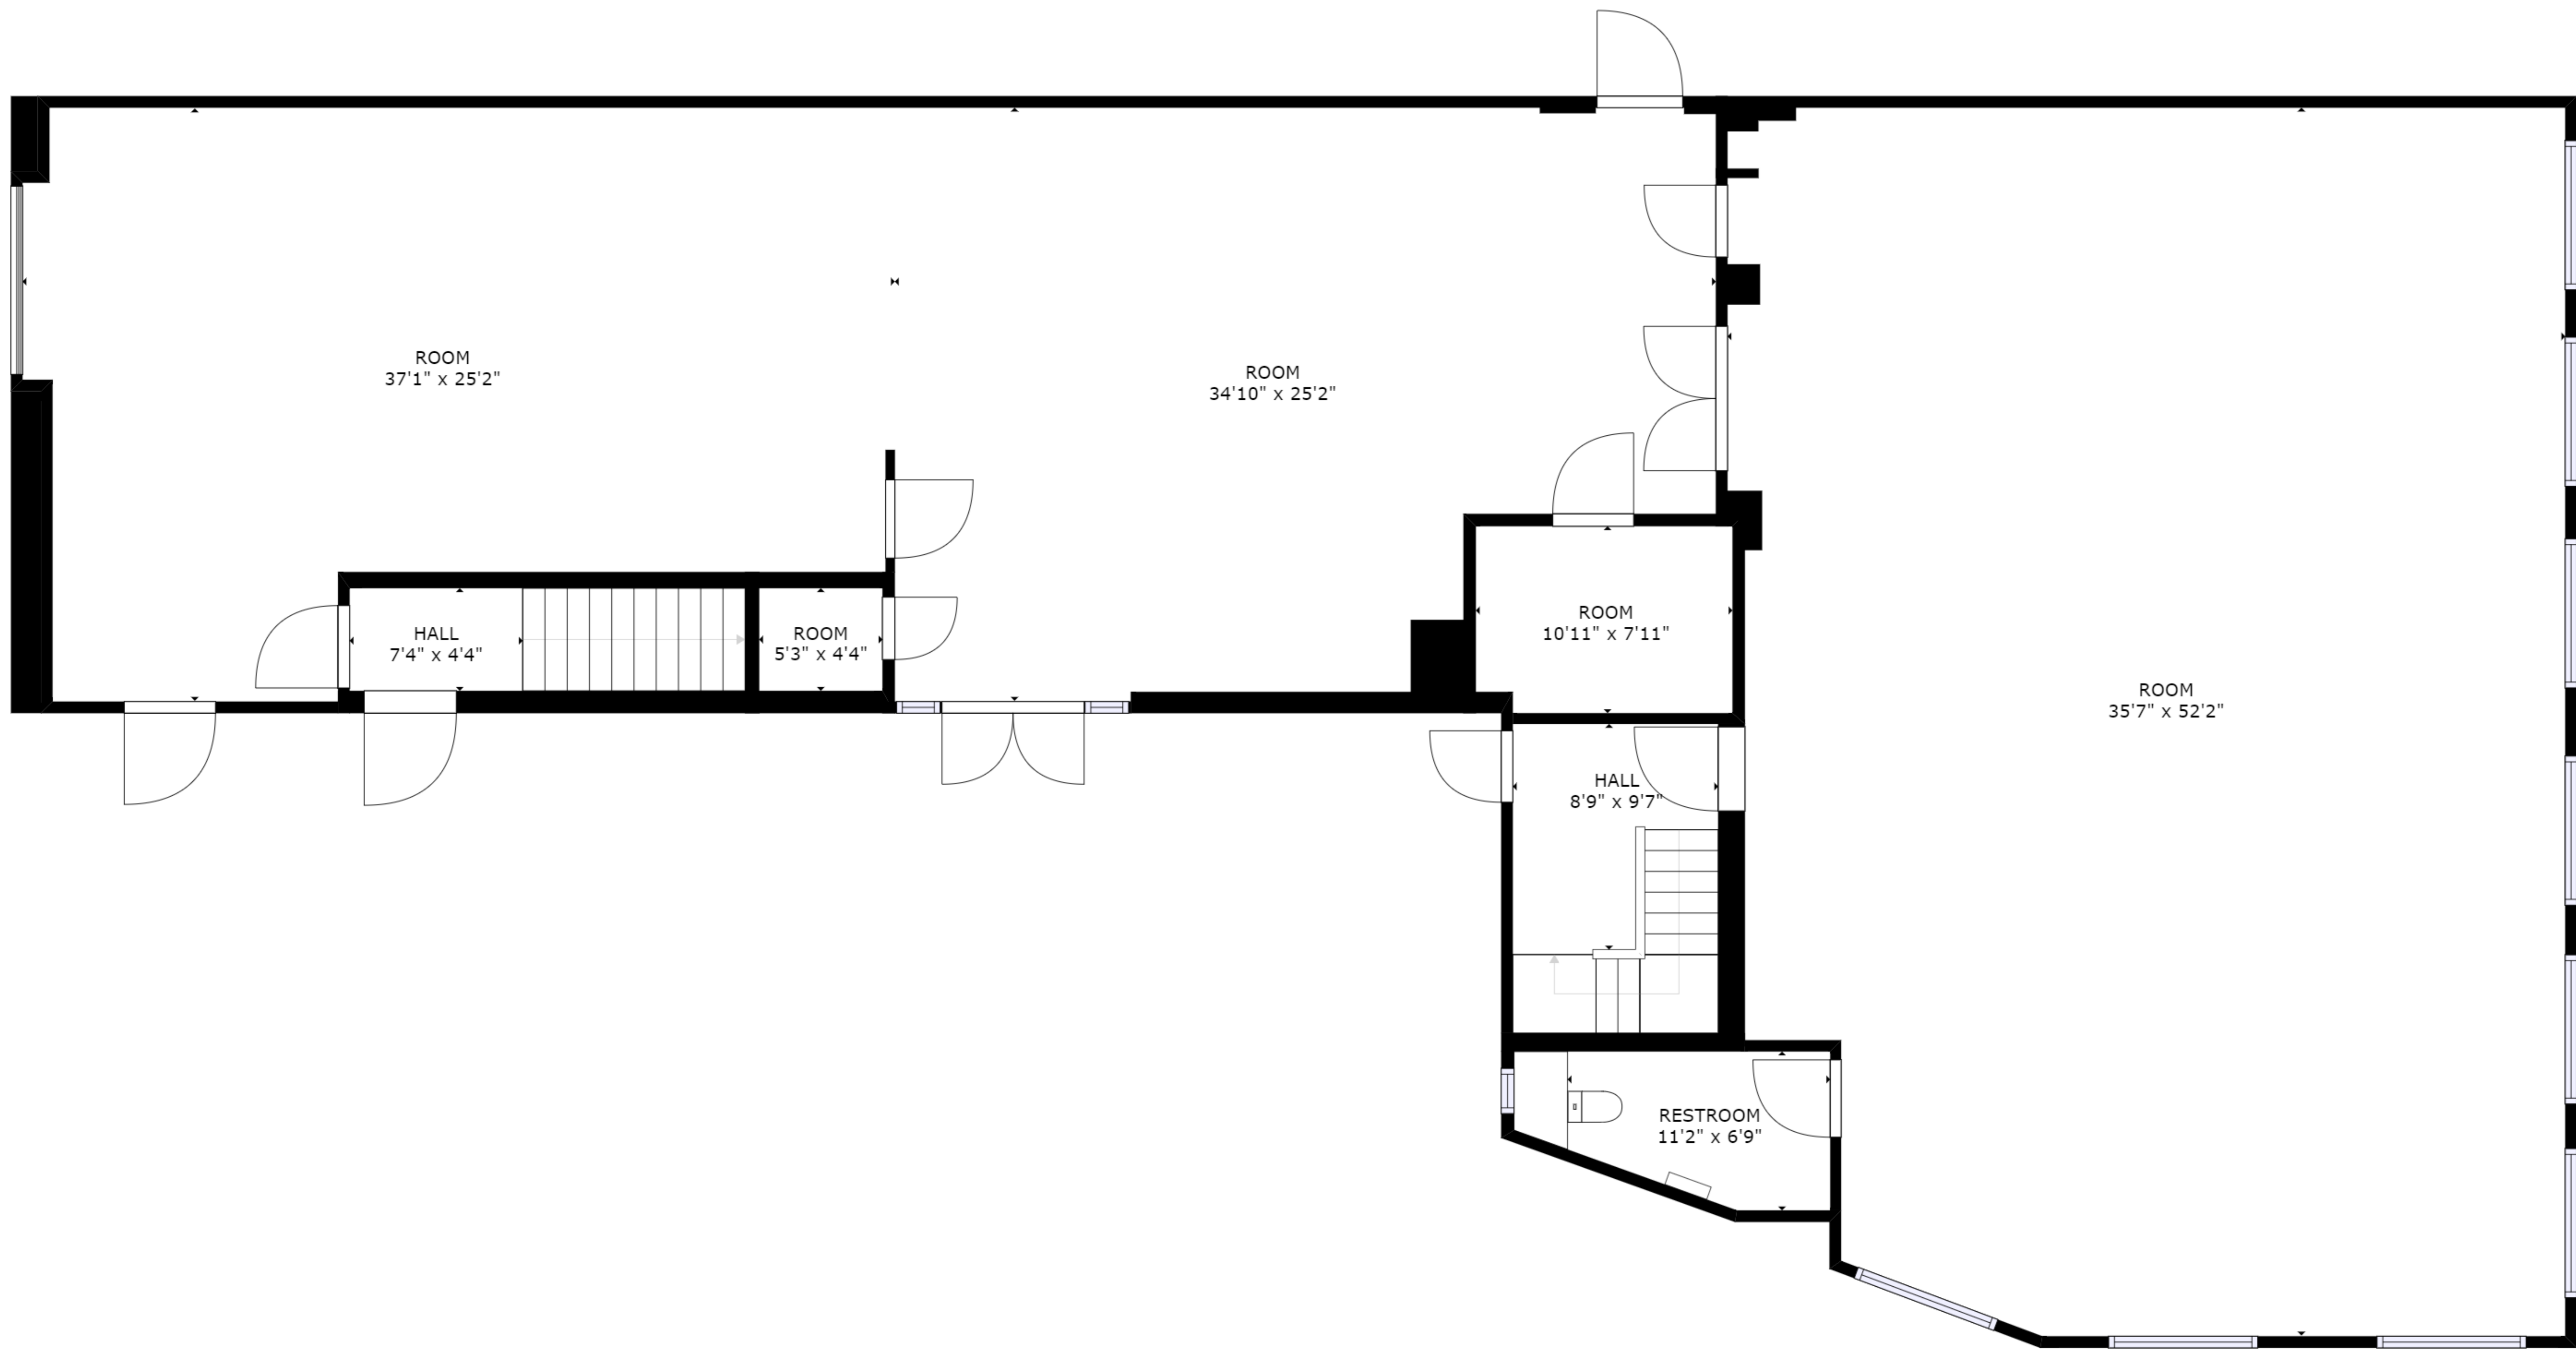 ROOM
37'1" x 25'2"
ROOM
34'10" x 25'2"
HALL
7'4" x 4'4"
ROOM
5'3" x 4'4"
ROOM
10'11" x 7'11"
ROOM
35'7" x 52'2"
HALL
8'9" x 9'7"
RESTROOM
11'2" x 6'9"